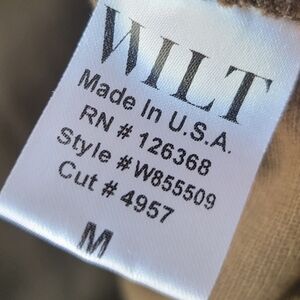 WILT
Made In U.S.A.
RN # 126368
Style # W855509
Cut # 4957
M